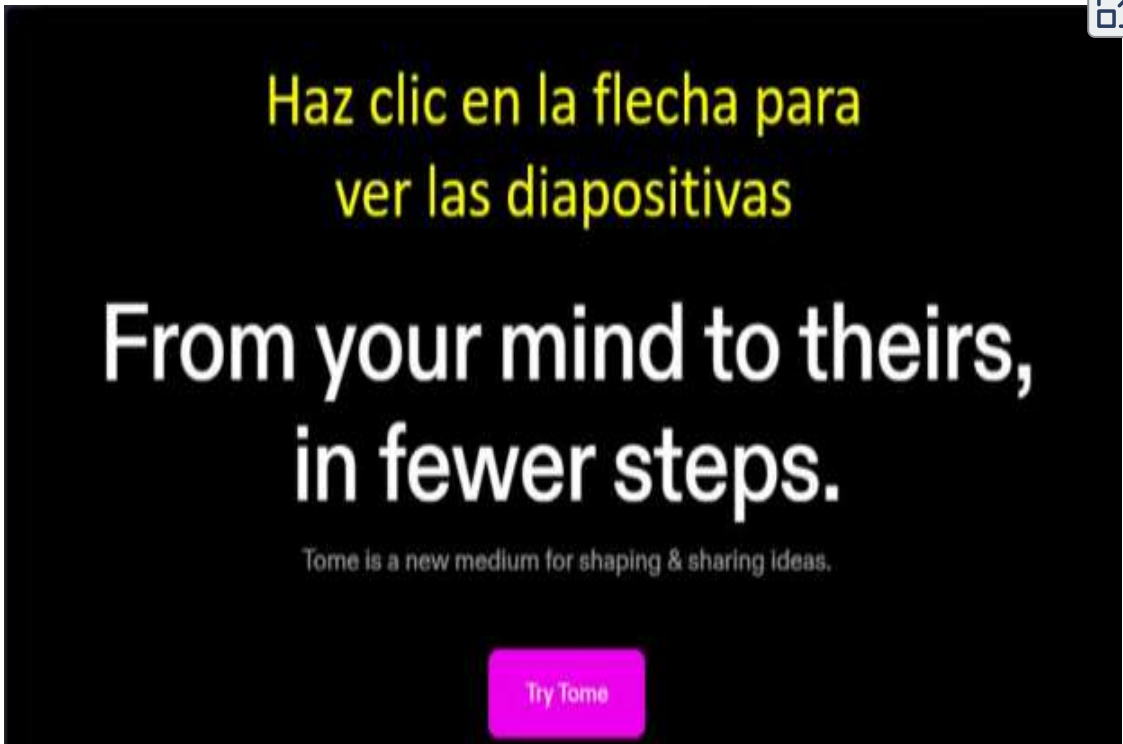 Haz clic en la flecha para
ver las diapositivas
From your mind to theirs,
in fewer steps.
Tome is a new medium for shaping & sharing ideas.
Try Tome